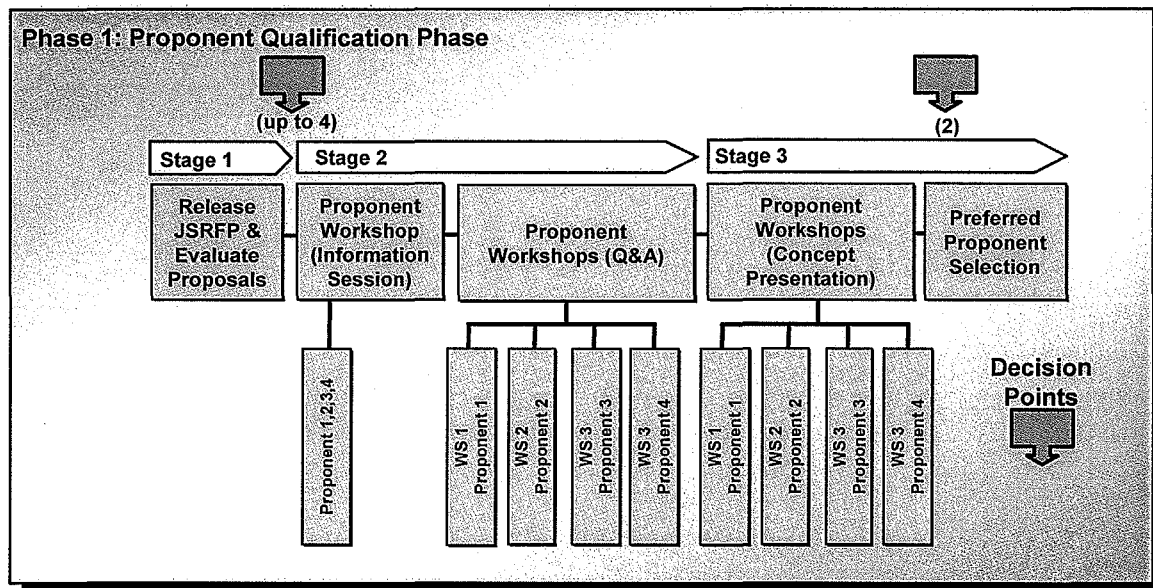 Phase 1: Proponent Qualification Phase
(up to 4)
(2)
Stage 1
Stage 2
Stage 3
Release
JSRFP &
Evaluate
Proposals
Proponent
Workshop
(Information
Session)
Proponent
Workshops (Q&A)
Proponent
Workshops
(Concept
Presentation)
Preferred
Proponent
Selection
Proponent 1,2,3,4
WS 1
Proponent 1
WS 2
Proponent 2
WS 3
Proponent 3
WS 3
Proponent 4
WS 1
Proponent 1
WS 2
Proponent 2
WS 3
Proponent 3
WS 3
Proponent 4
Decision
Points